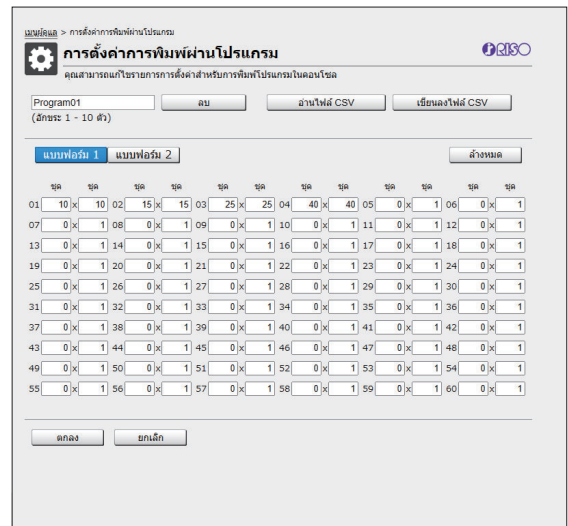 เมนูผู้ดูแล > การตั้งค่าการพิมพ์ผ่านโปรแกรม
การตั้งค่าการพิมพ์ผ่านโปรแกรม
RISO
คุณสามารถแก้ไขรายการการตั้งค่าสำหรับการพิมพ์โปรแกรมในคอนโซล
Program01 ลบ อ่านไฟล์ CSV เขียนลงไฟล์ CSV
(อักขระ 1 - 10 ตัว)
แบบฟอร์ม 1 แบบฟอร์ม 2 ล้างหมด
ชุด ชุด ชุด ชุด ชุด ชุด ชุด ชุด ชุด ชุด ชุด ชุด
01 10 x 10 02 15 x 15 03 25 x 25 04 40 x 40 05 0 x 1 06 0 x 1
07 0 x 1 08 0 x 1 09 0 x 1 10 0 x 1 11 0 x 1 12 0 x 1
13 0 x 1 14 0 x 1 15 0 x 1 16 0 x 1 17 0 x 1 18 0 x 1
19 0 x 1 20 0 x 1 21 0 x 1 22 0 x 1 23 0 x 1 24 0 x 1
25 0 x 1 26 0 x 1 27 0 x 1 28 0 x 1 29 0 x 1 30 0 x 1
31 0 x 1 32 0 x 1 33 0 x 1 34 0 x 1 35 0 x 1 36 0 x 1
37 0 x 1 38 0 x 1 39 0 x 1 40 0 x 1 41 0 x 1 42 0 x 1
43 0 x 1 44 0 x 1 45 0 x 1 46 0 x 1 47 0 x 1 48 0 x 1
49 0 x 1 50 0 x 1 51 0 x 1 52 0 x 1 53 0 x 1 54 0 x 1
55 0 x 1 56 0 x 1 57 0 x 1 58 0 x 1 59 0 x 1 60 0 x 1
ตกลง ยกเลิก